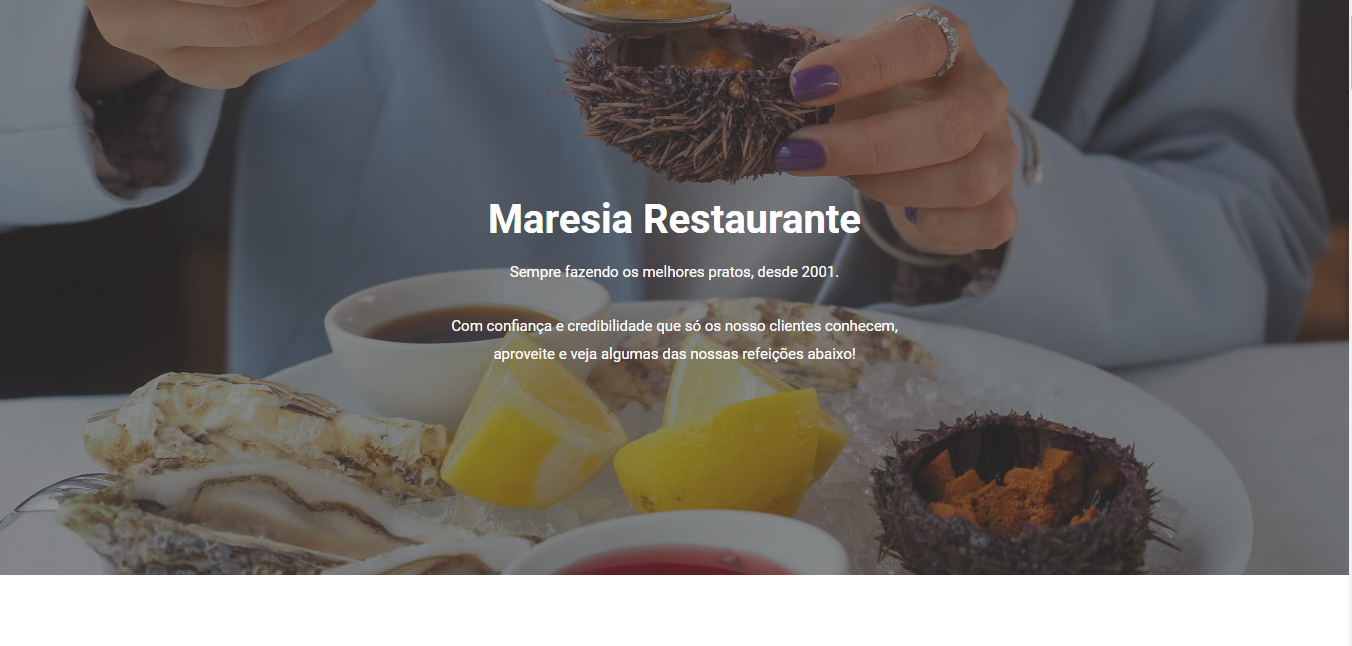 Maresia Restaurante
Sempre fazendo os melhores pratos, desde 2001.
Com confiança e credibilidade que só os nosso clientes conhecem,
aproveite e veja algumas das nossas refeições abaixo!